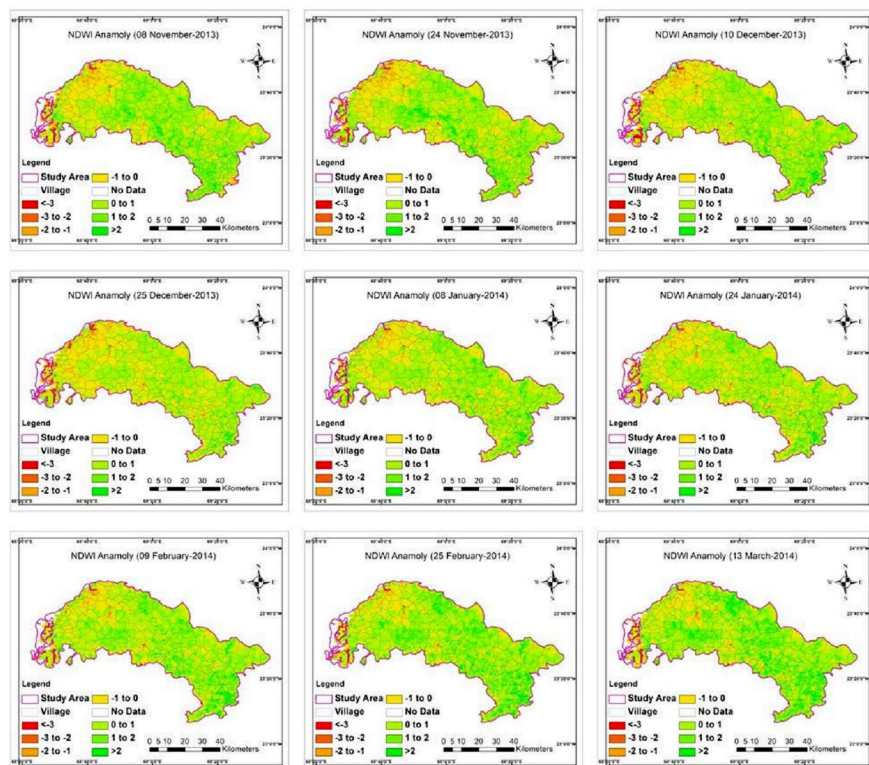 NDWI Anamoly (08 November-2013)
N
W E
S
Legend
Study Area -1 to 0
Village No Data
<-3 0 to 1
-3 to -2 1 to 2
-2 to -1 >2
0 5 10 20 30 40
Kilometers
NDWI Anamoly (24 November-2013)
N
W E
S
Legend
Study Area -1 to 0
Village No Data
<-3 0 to 1
-3 to -2 1 to 2
-2 to -1 >2
0 5 10 20 30 40
Kilometers
NDWI Anamoly (10 December-2013)
N
W E
S
Legend
Study Area -1 to 0
Village No Data
<-3 0 to 1
-3 to -2 1 to 2
-2 to -1 >2
0 5 10 20 30 40
Kilometers
NDWI Anamoly (25 December-2013)
N
W E
S
Legend
Study Area -1 to 0
Village No Data
<-3 0 to 1
-3 to -2 1 to 2
-2 to -1 >2
0 5 10 20 30 40
Kilometers
NDWI Anamoly (08 January-2014)
N
W E
S
Legend
Study Area -1 to 0
Village No Data
<-3 0 to 1
-3 to -2 1 to 2
-2 to -1 >2
0 5 10 20 30 40
Kilometers
NDWI Anamoly (24 January-2014)
N
W E
S
Legend
Study Area -1 to 0
Village No Data
<-3 0 to 1
-3 to -2 1 to 2
-2 to -1 >2
0 5 10 20 30 40
Kilometers
NDWI Anamoly (09 February-2014)
N
W E
S
Legend
Study Area -1 to 0
Village No Data
<-3 0 to 1
-3 to -2 1 to 2
-2 to -1 >2
0 5 10 20 30 40
Kilometers
NDWI Anamoly (25 February-2014)
N
W E
S
Legend
Study Area -1 to 0
Village No Data
<-3 0 to 1
-3 to -2 1 to 2
-2 to -1 >2
0 5 10 20 30 40
Kilometers
NDWI Anamoly (13 March-2014)
N
W E
S
Legend
Study Area -1 to 0
Village No Data
<-3 0 to 1
-3 to -2 1 to 2
-2 to -1 >2
0 5 10 20 30 40
Kilometers